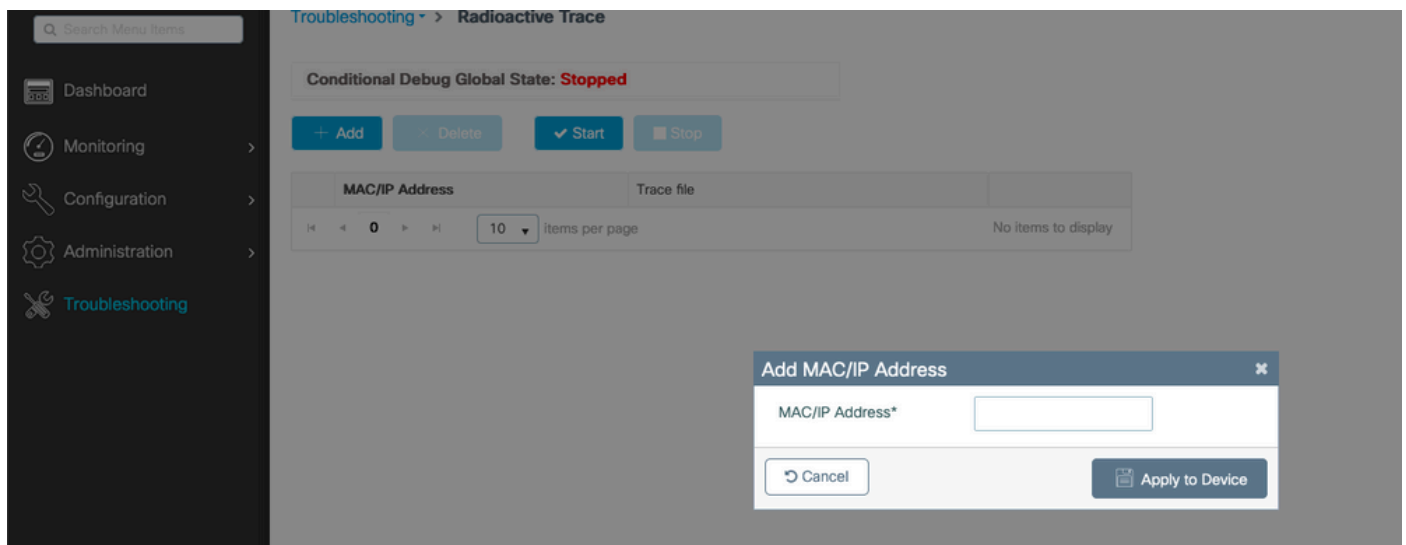 Troubleshooting > Radioactive Trace
Search Menu Items
Dashboard
Monitoring
Configuration
Administration
Troubleshooting
Conditional Debug Global State: Stopped
+ Add × Delete ✔ Start Stop
MAC/IP Address Trace file
0 10 items per page No items to display
Add MAC/IP Address
MAC/IP Address*
Cancel Apply to Device